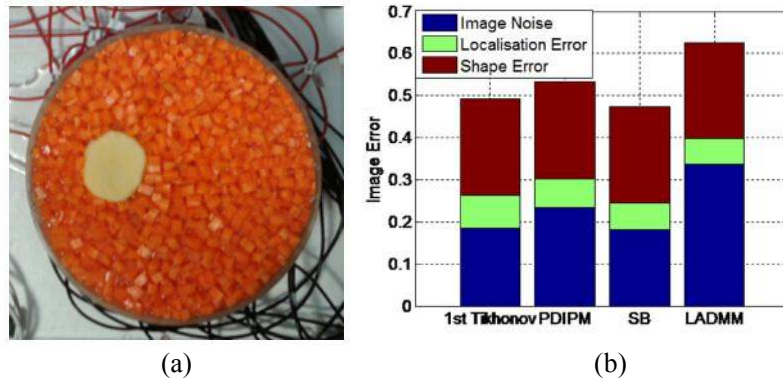 0.7
0.6
0.5
0.4
0.3
0.2
0.1
0
Image Error
Image Noise
Localisation Error
Shape Error
1st Tikhonov PDIPM SB LADMM
(a) (b)